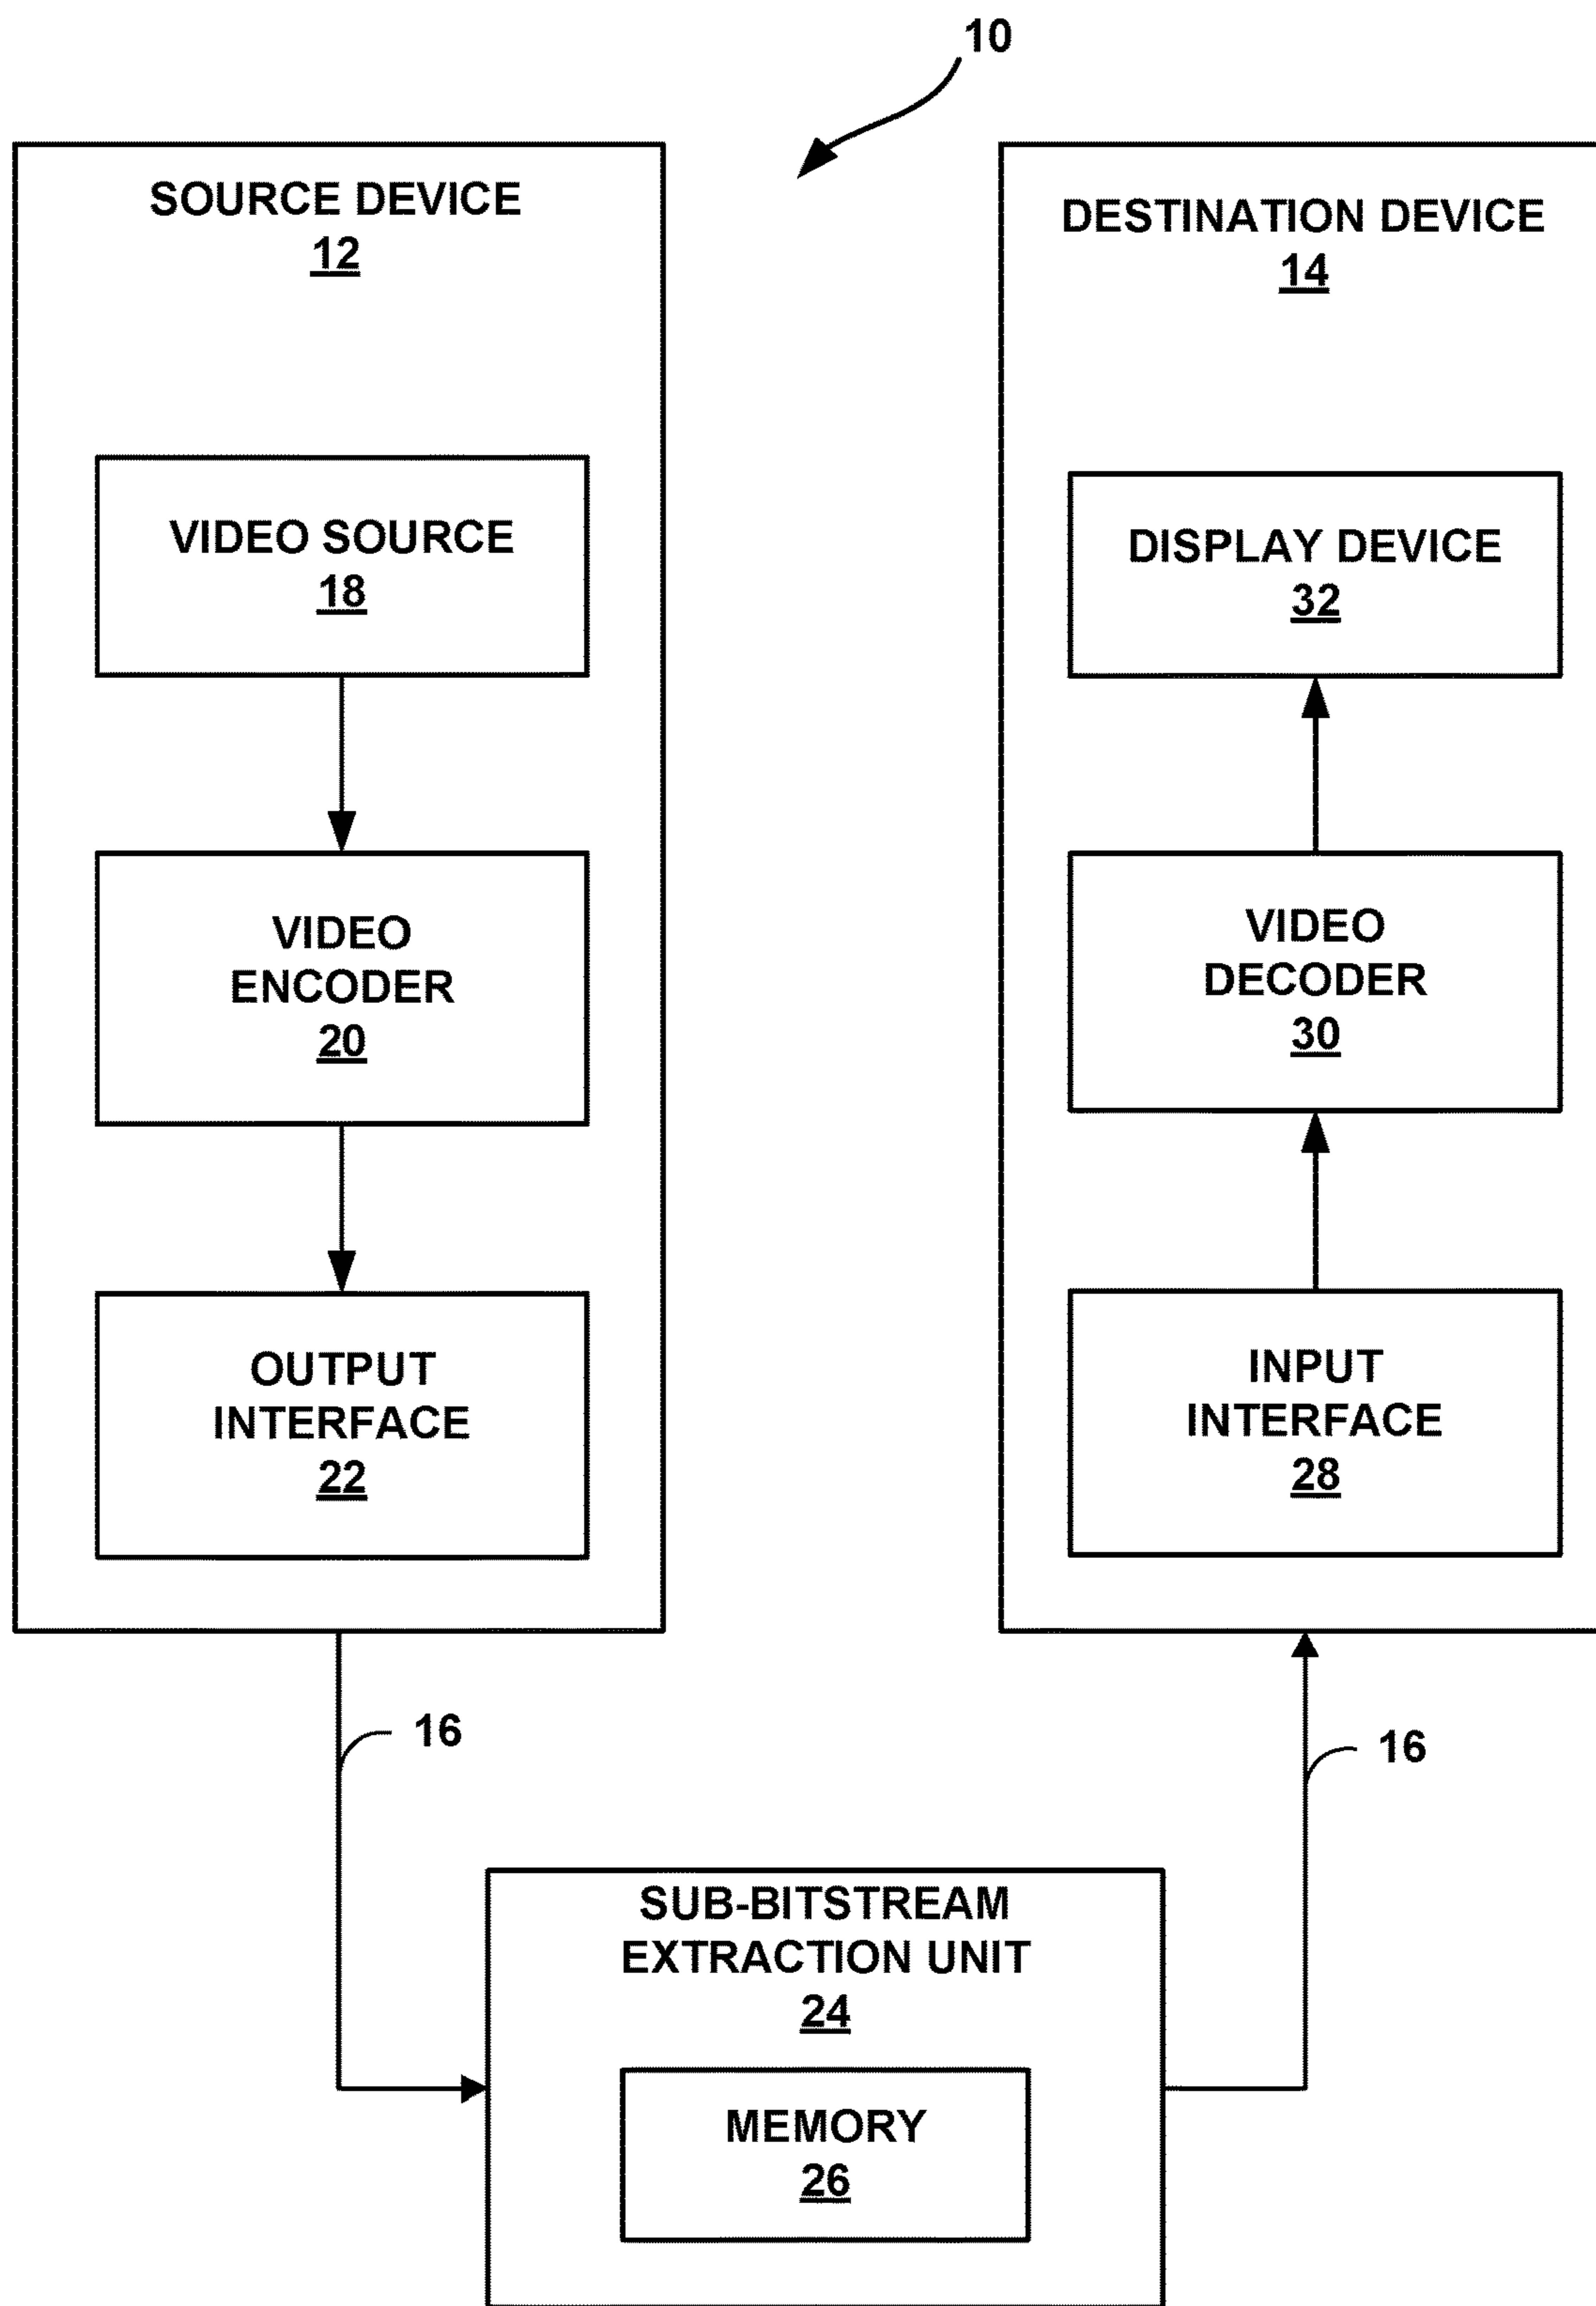 10
SOURCE DEVICE
12
VIDEO SOURCE
18
VIDEO
ENCODER
20
OUTPUT
INTERFACE
22
DESTINATION DEVICE
14
DISPLAY DEVICE
32
VIDEO
DECODER
30
INPUT
INTERFACE
28
16
16
SUB-BITSTREAM
EXTRACTION UNIT
24
MEMORY
26